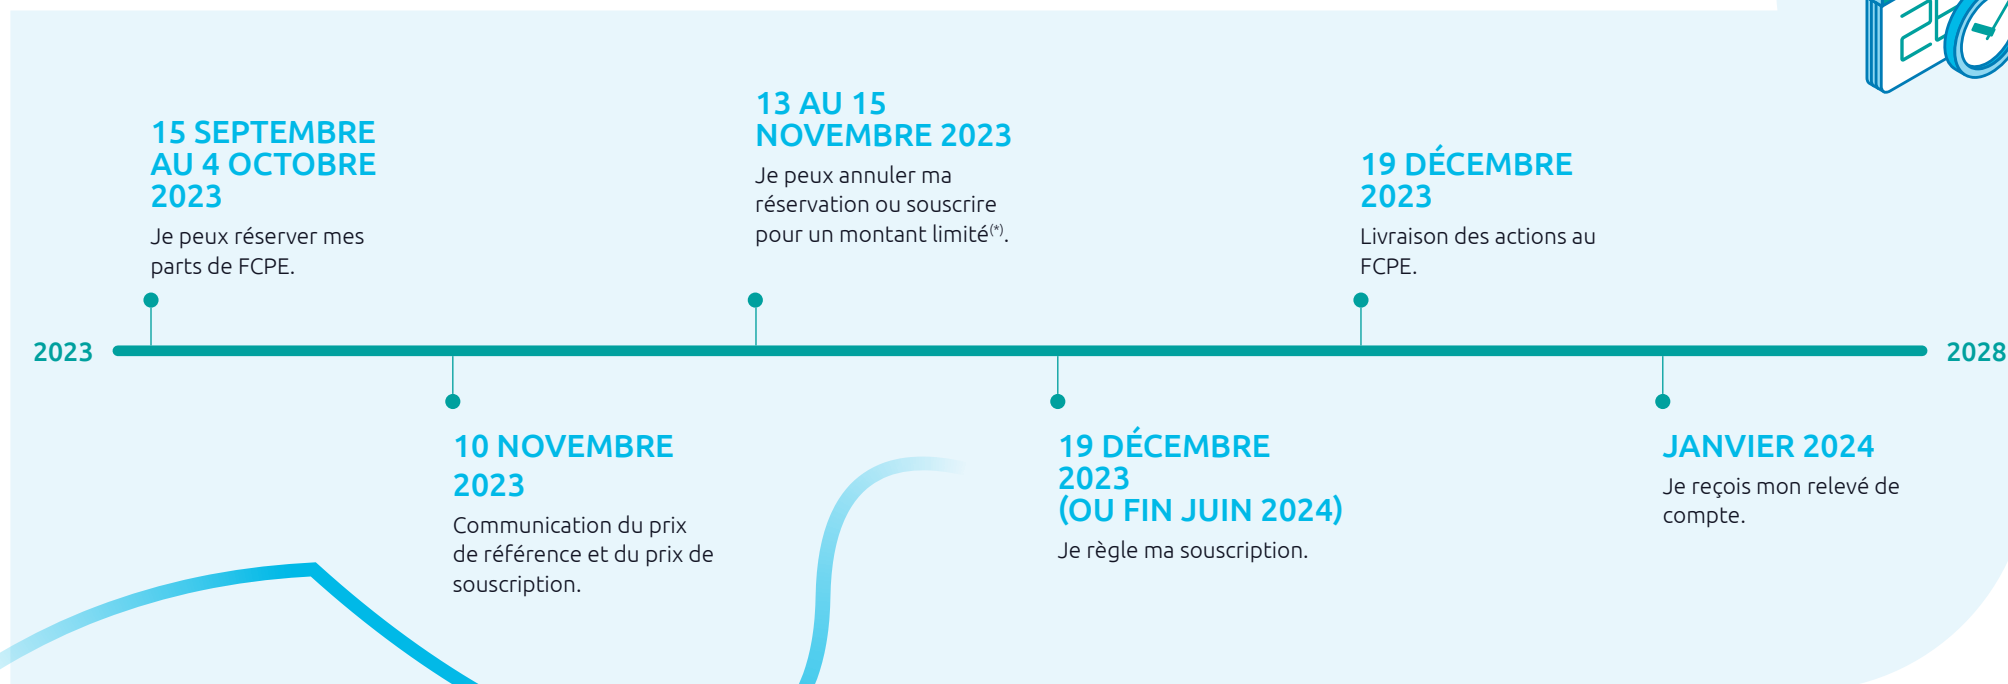 15 SEPTEMBRE
AU 4 OCTOBRE
2023
Je peux réserver mes
parts de FCPE.
13 AU 15
NOVEMBRE 2023
Je peux annuler ma
réservation ou souscrire
pour un montant limité(*).
19 DÉCEMBRE
2023
Livraison des actions au
FCPE.
2023
2028
10 NOVEMBRE
2023
Communication du prix
de référence et du prix de
souscription.
19 DÉCEMBRE
2023
(OU FIN JUIN 2024)
Je règle ma souscription.
JANVIER 2024
Je reçois mon relevé de
compte.